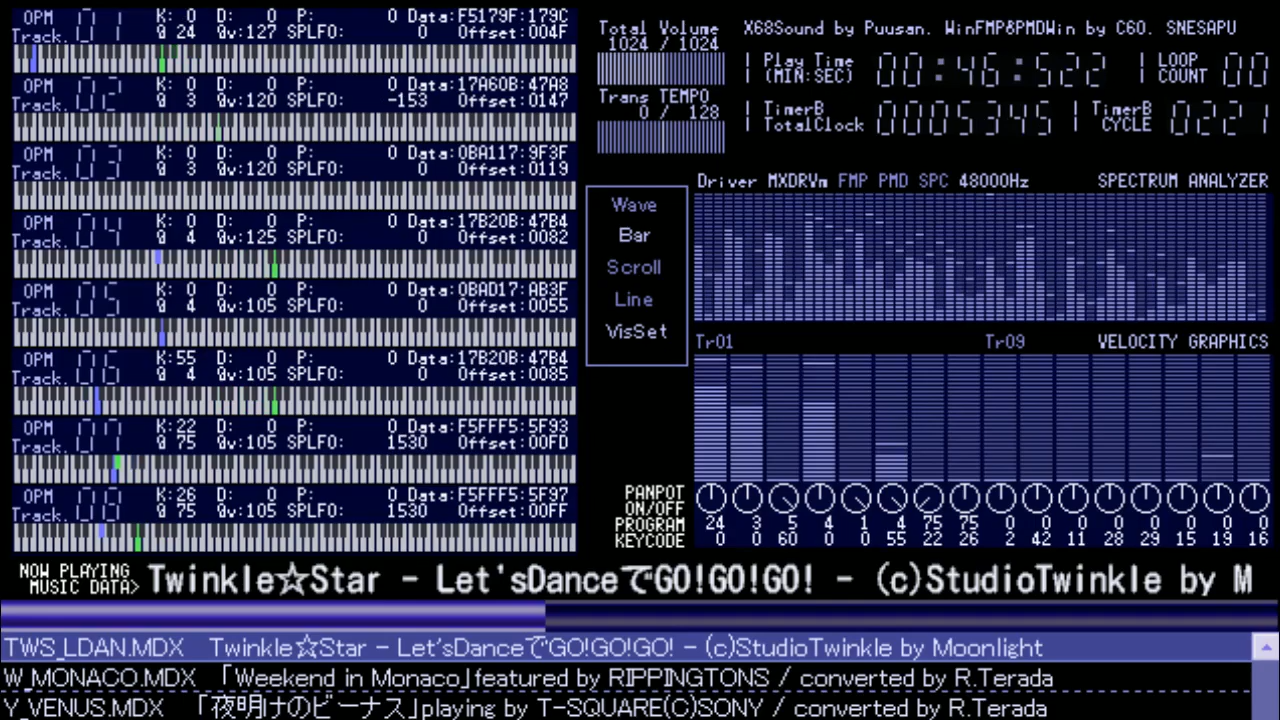 OPM K: 0 D: 0 P: 0 Data:F5179F:179C
Track. 01 @ 24 @v:127 SPLFO: 0 Offset:004F
OPM K: 0 D: 0 P: 0 Data:17A60B:47A8
Track. 02 @ 3 @v:120 SPLFO: -153 Offset:0147
OPM K: 0 D: 0 P: 0 Data:0BA117:9F3F
Track. 03 @ 3 @v:120 SPLFO: 0 Offset:0119
OPM K: 0 D: 0 P: 0 Data:17B20B:47B4
Track. 04 @ 4 @v:125 SPLFO: 0 Offset:0082
OPM K: 0 D: 0 P: 0 Data:0BAD17:AB3F
Track. 05 @ 4 @v:105 SPLFO: 0 Offset:0055
OPM K:55 D: 0 P: 0 Data:17B20B:47B4
Track. 06 @ 4 @v:105 SPLFO: 0 Offset:0085
OPM K:22 D: 0 P: 0 Data:F5FFF5:5F93
Track. 07 @ 75 @v:105 SPLFO: 1530 Offset:00FD
OPM K:26 D: 0 P: 0 Data:F5FFF5:5F97
Track. 08 @ 75 @v:105 SPLFO: 1530 Offset:00FF
Total Volume
1024 / 1024
Trans TEMPO
0 / 128
X68Sound by Puusan. WinFMP&PMDWin by C60. SNESAPU
Play Time (MIN:SEC) 00:46:522 LOOP COUNT 00
TimerB TotalClock 0005345 TimerB CYCLE 0221
Driver MXDRVm FMP PMD SPC 48000Hz SPECTRUM ANALYZER
Wave
Bar
Scroll
Line
VisSet
Tr01 Tr09 VELOCITY GRAPHICS
PANPOT
ON/OFF
PROGRAM 24 3 5 4 1 4 75 75 0 0 0 0 0 0 0 0
KEYCODE 0 0 60 0 0 55 22 26 2 42 11 28 29 15 19 16
NOW PLAYING
MUSIC DATA> Twinkle☆Star - Let'sDanceでGO!GO!GO! - (c)StudioTwinkle by M
TWS_LDAN.MDX Twinkle☆Star - Let'sDanceでGO!GO!GO! - (c)StudioTwinkle by Moonlight
W_MONACO.MDX 「Weekend in Monaco」featured by RIPPINGTONS / converted by R.Terada
Y_VENUS.MDX 「夜明けのビーナス」playing by T-SQUARE(C)SONY / converted by R.Terada